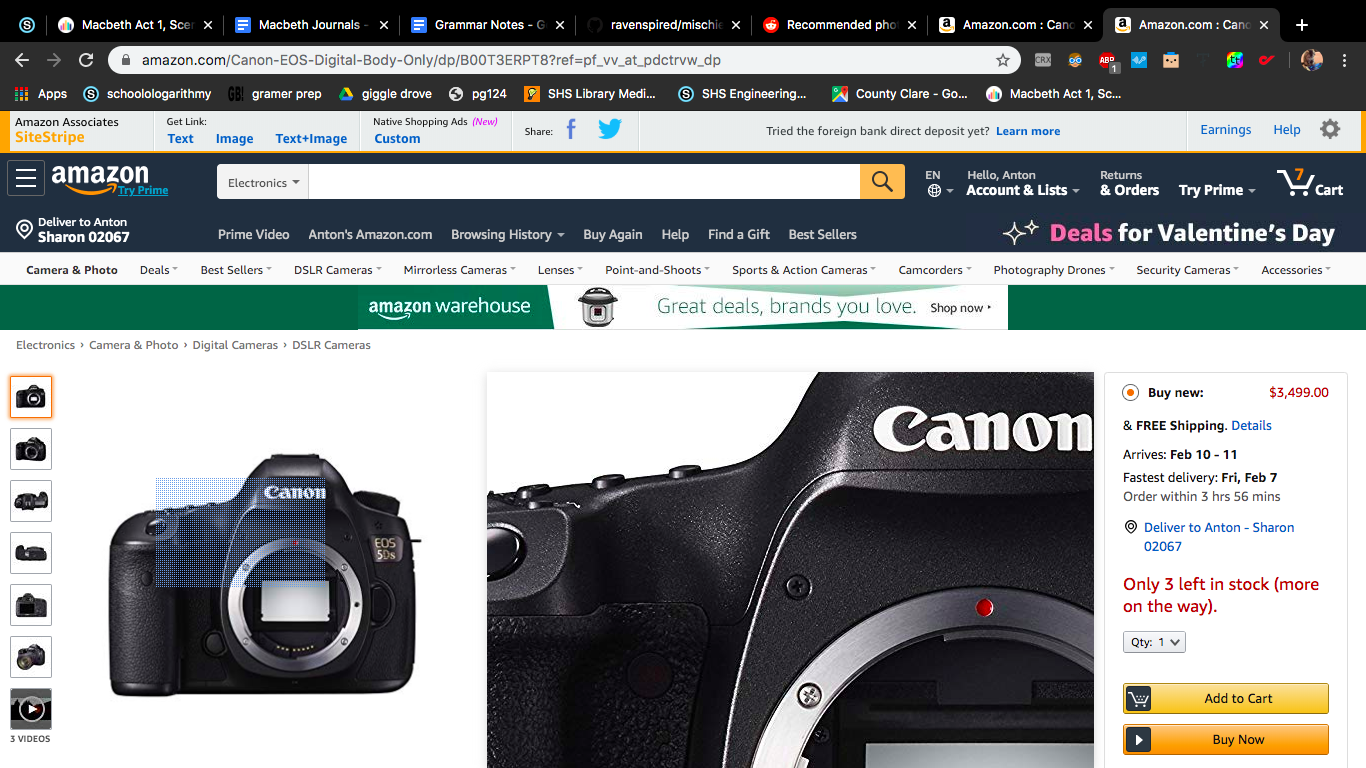 Macbeth Act 1, Scer
Macbeth Journals -
Grammar Notes - G
ravenspired/mischie
Recommended pho
Amazon.com : Cano
Amazon.com : Cano
amazon.com/Canon-EOS-Digital-Body-Only/dp/B00T3ERPT8?ref=pf_vv_at_pdctrvw_dp
CRX
ABP
1
Apps
schoolologarithmy
GB!
gramer prep
giggle drove
pg124
SHS Library Medi...
SHS Engineering...
County Clare - Go...
Macbeth Act 1, Sc...
Amazon Associates
SiteStripe
Get Link:
Text
Image
Text+Image
Native Shopping Ads (New)
Custom
Share:
Tried the foreign bank direct deposit yet? Learn more
Earnings
Help
amazon
Try Prime
Electronics
EN
Hello, Anton
Account & Lists
Returns
& Orders
Try Prime
7
Cart
Deliver to Anton
Sharon 02067
Prime Video
Anton's Amazon.com
Browsing History
Buy Again
Help
Find a Gift
Best Sellers
Deals for Valentine's Day
Camera & Photo
Deals
Best Sellers
DSLR Cameras
Mirrorless Cameras
Lenses
Point-and-Shoots
Sports & Action Cameras
Camcorders
Photography Drones
Security Cameras
Accessories
amazon warehouse
Great deals, brands you love.
Shop now
Electronics › Camera & Photo › Digital Cameras › DSLR Cameras
3 VIDEOS
Canon
EOS
5Ds
Canon
Buy new:
$3,499.00
& FREE Shipping. Details
Arrives: Feb 10 - 11
Fastest delivery: Fri, Feb 7
Order within 3 hrs 56 mins
Deliver to Anton - Sharon
02067
Only 3 left in stock (more
on the way).
Qty: 1
Add to Cart
Buy Now